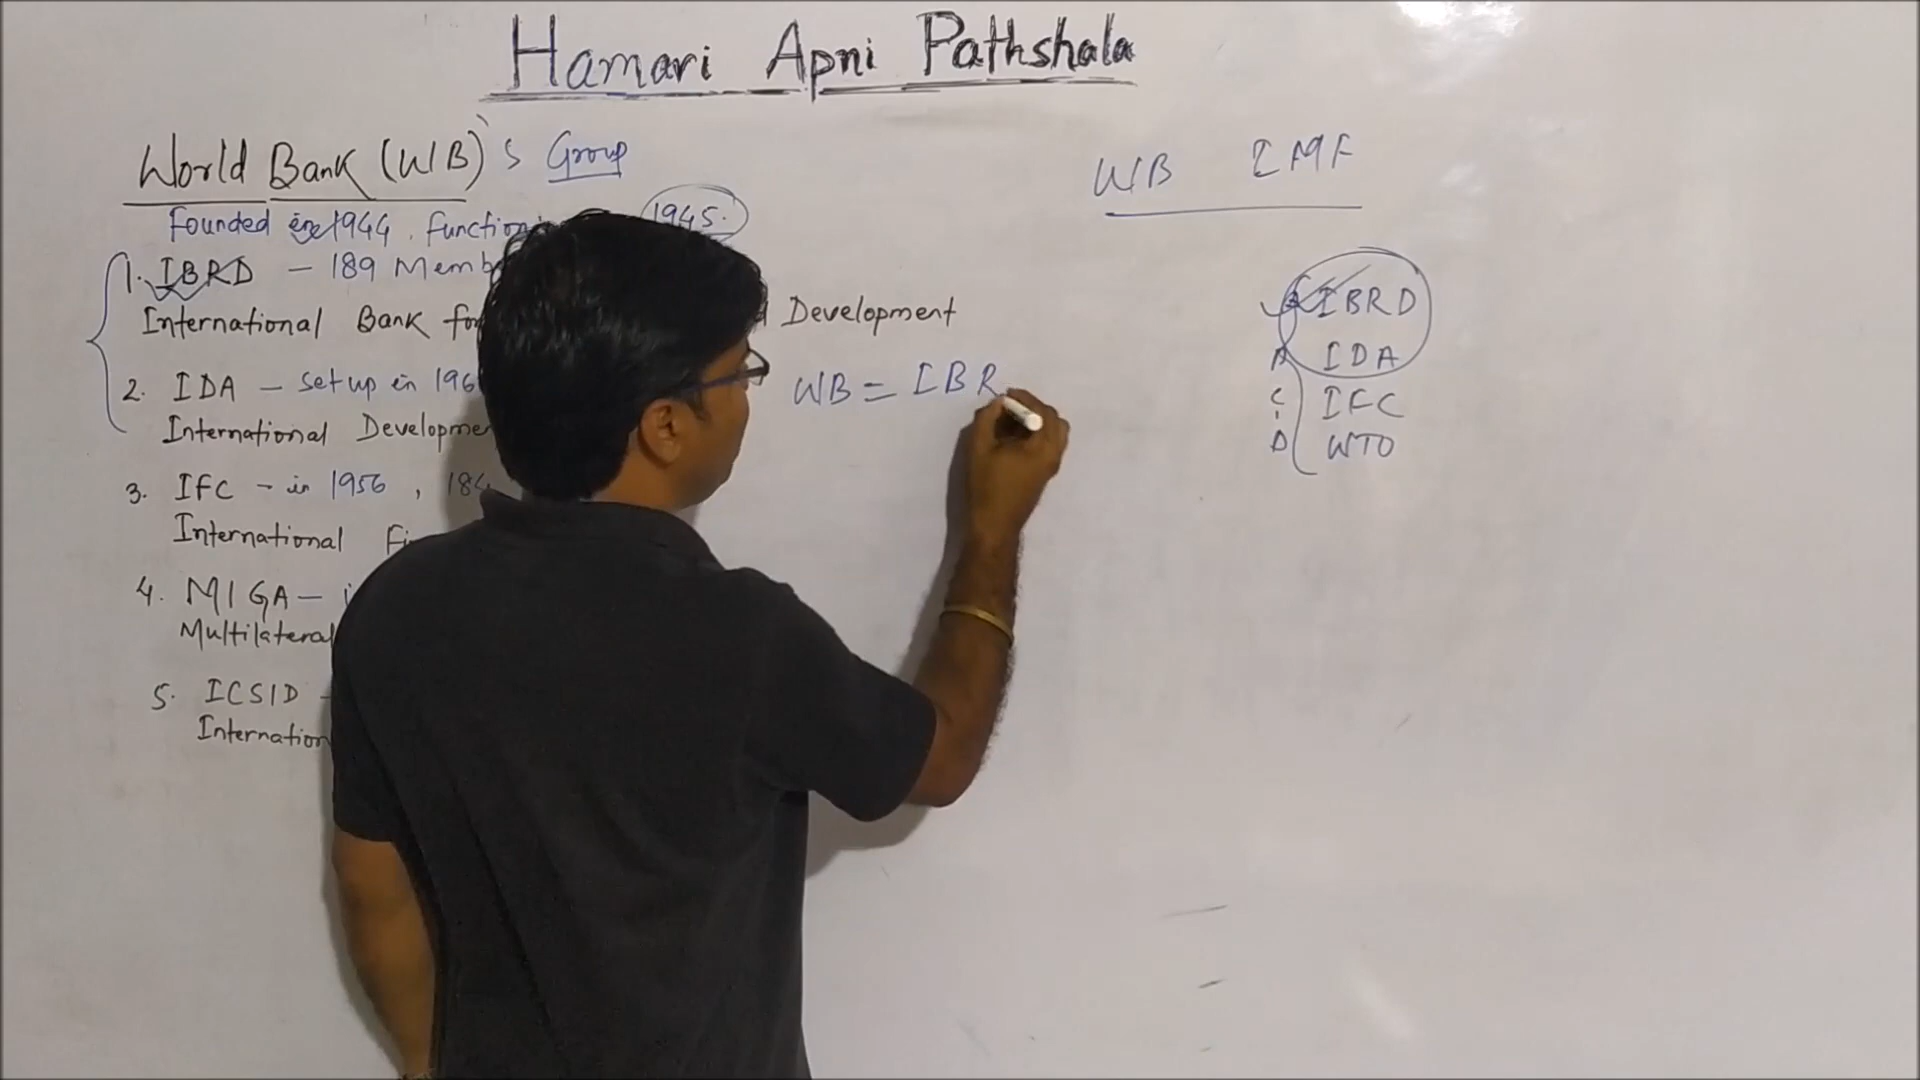 Hamari Apni Pathshala
World Bank (WB)'s Group
Founded in 1944, function 1945.
1. IBRD - 189 Memb
International Bank for Development
2. IDA - Set up in 196
International Developme
3. IFC - in 1956, 184
International Fi
4. MIGA - i
Multilateral
5. ICSID -
Internation
WB = IBR
WB IMF
IBRD
A IDA
C IFC
D WTO